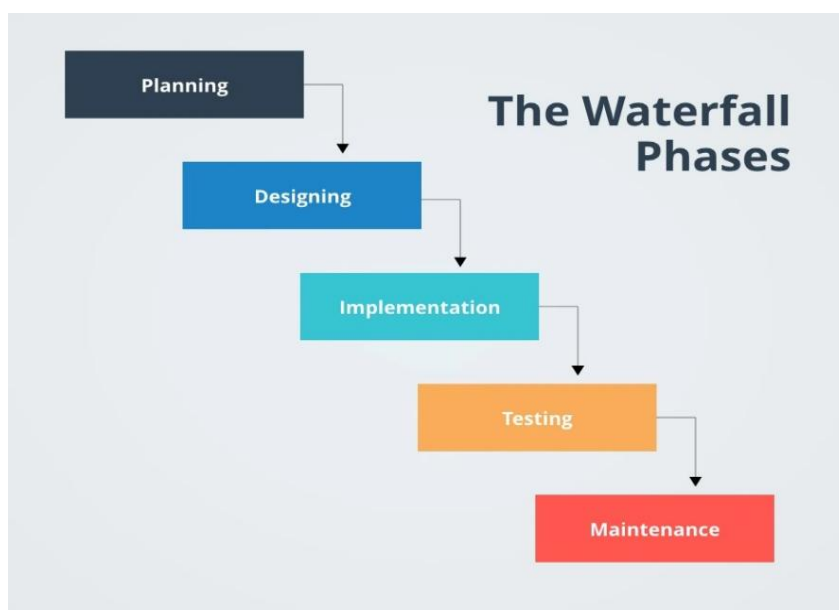 Planning
The Waterfall
Phases
Designing
Implementation
Testing
Maintenance